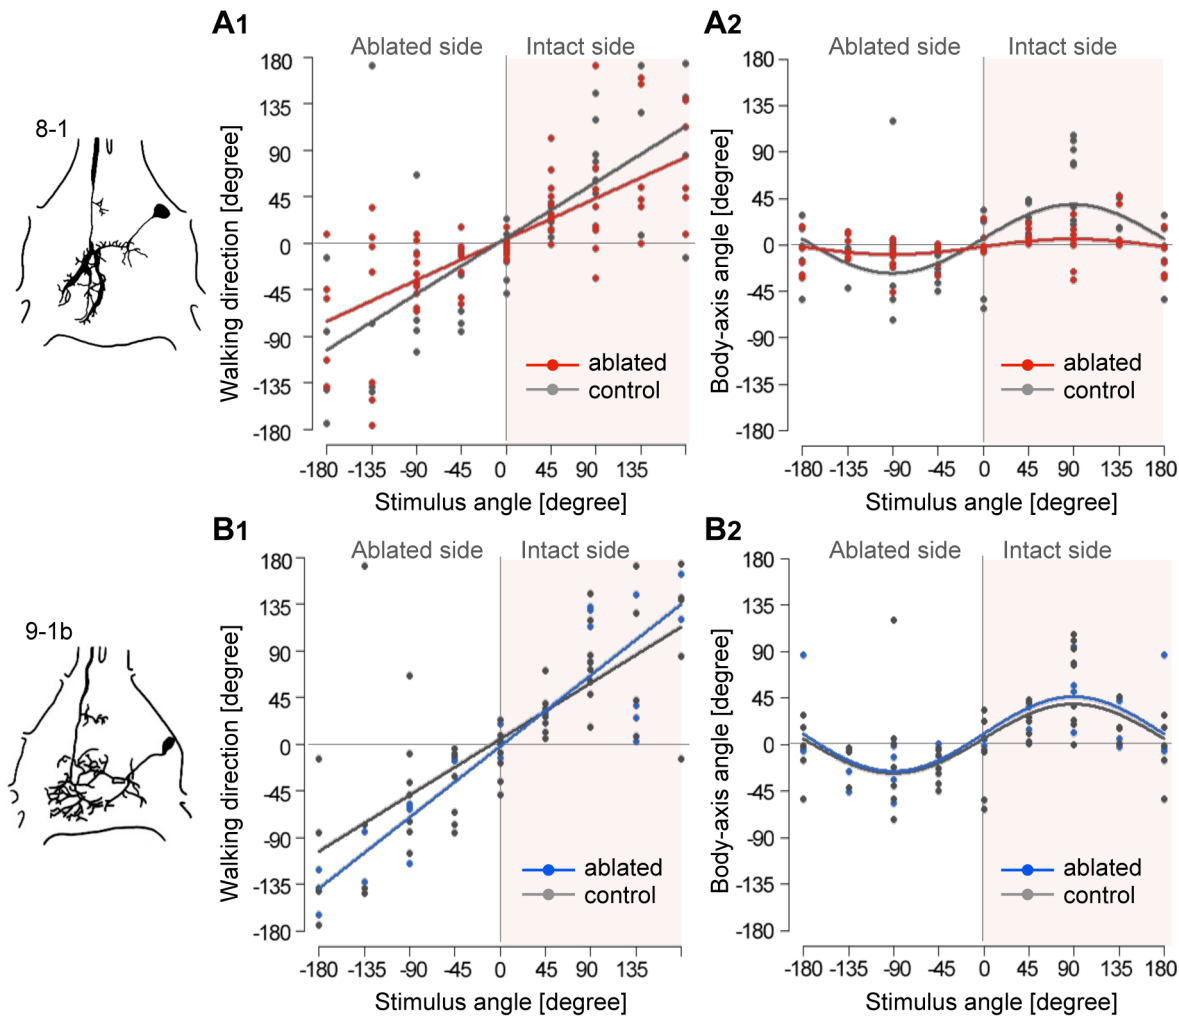 A1
A2
Ablated side
Intact side
Ablated side
Intact side
8-1
Walking direction [degree]
180
135
90
45
0
-45
-90
-135
-180
ablated
control
-180 -135 -90 -45 0 45 90 135
Stimulus angle [degree]
Body-axis angle [degree]
180
135
90
45
0
-45
-90
-135
-180
ablated
control
-180 -135 -90 -45 0 45 90 135 180
Stimulus angle [degree]
B1
B2
Ablated side
Intact side
Ablated side
Intact side
9-1b
Walking direction [degree]
180
135
90
45
0
-45
-90
-135
-180
ablated
control
-180 -135 -90 -45 0 45 90 135
Stimulus angle [degree]
Body-axis angle [degree]
180
135
90
45
0
-45
-90
-135
-180
ablated
control
-180 -135 -90 -45 0 45 90 135 180
Stimulus angle [degree]